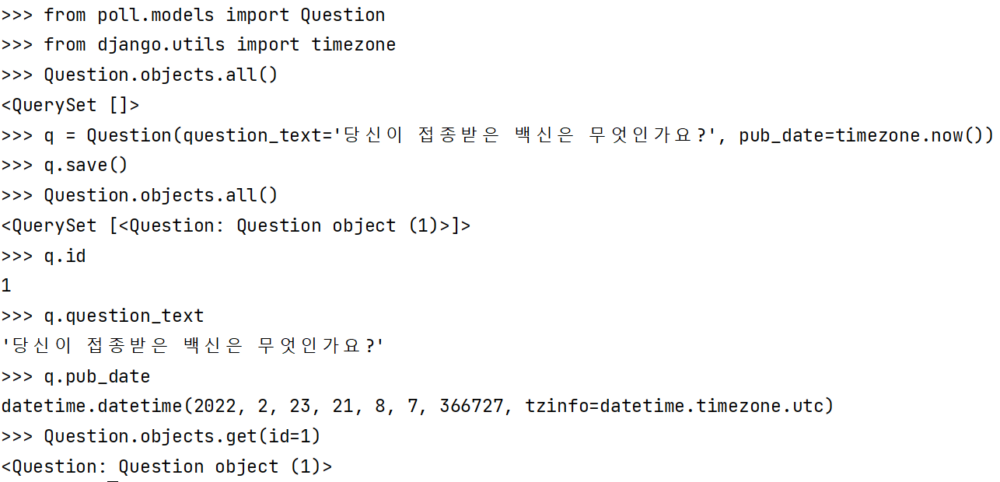 >>> from poll.models import Question
>>> from django.utils import timezone
>>> Question.objects.all()
<QuerySet []>
>>> q = Question(question_text='당신이 접종받은 백신은 무엇인가요?', pub_date=timezone.now())
>>> q.save()
>>> Question.objects.all()
<QuerySet [<Question: Question object (1)>]>
>>> q.id
1
>>> q.question_text
'당신이 접종받은 백신은 무엇인가요?'
>>> q.pub_date
datetime.datetime(2022, 2, 23, 21, 8, 7, 366727, tzinfo=datetime.timezone.utc)
>>> Question.objects.get(id=1)
<Question: Question object (1)>